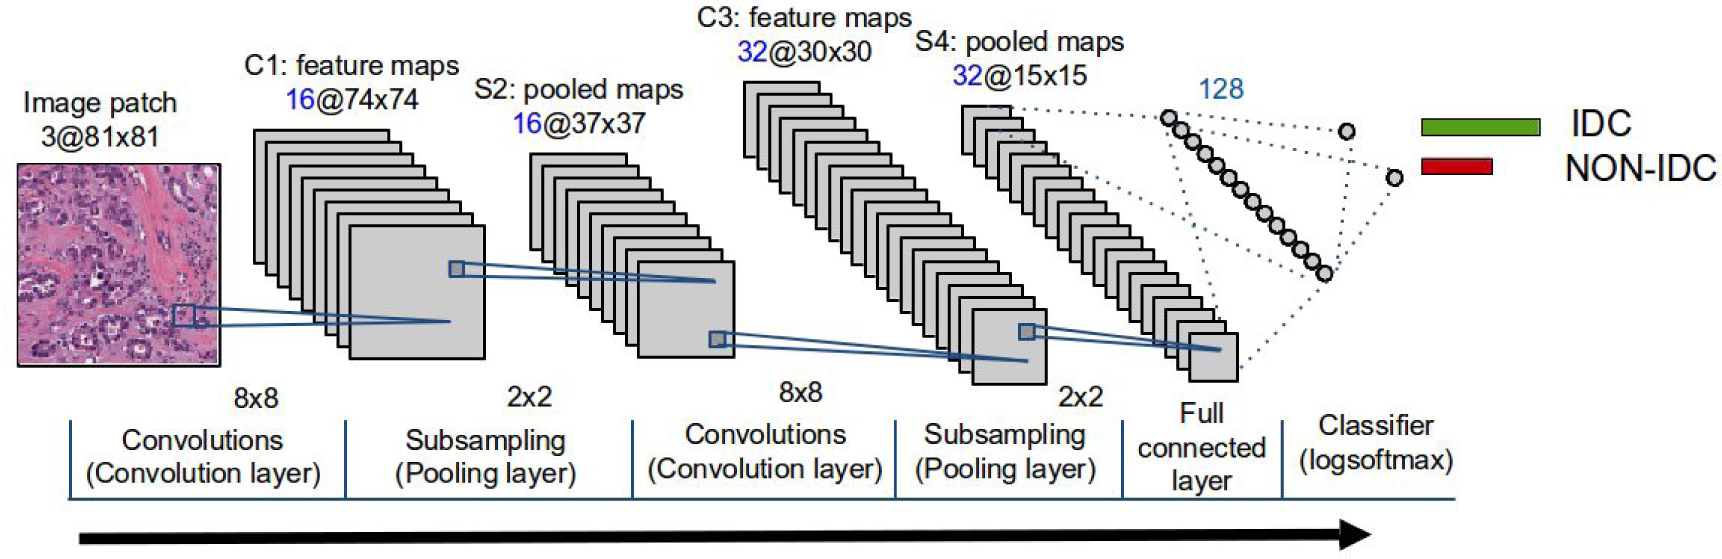 Image patch
3@81x81
C1: feature maps
16@74x74
S2: pooled maps
16@37x37
C3: feature maps
32@30x30
S4: pooled maps
32@15x15
128
IDC
NON-IDC
8x8
2x2
8x8
2x2
Convolutions
(Convolution layer)
Subsampling
(Pooling layer)
Convolutions
(Convolution layer)
Subsampling
(Pooling layer)
Full
connected
layer
Classifier
(logsoftmax)